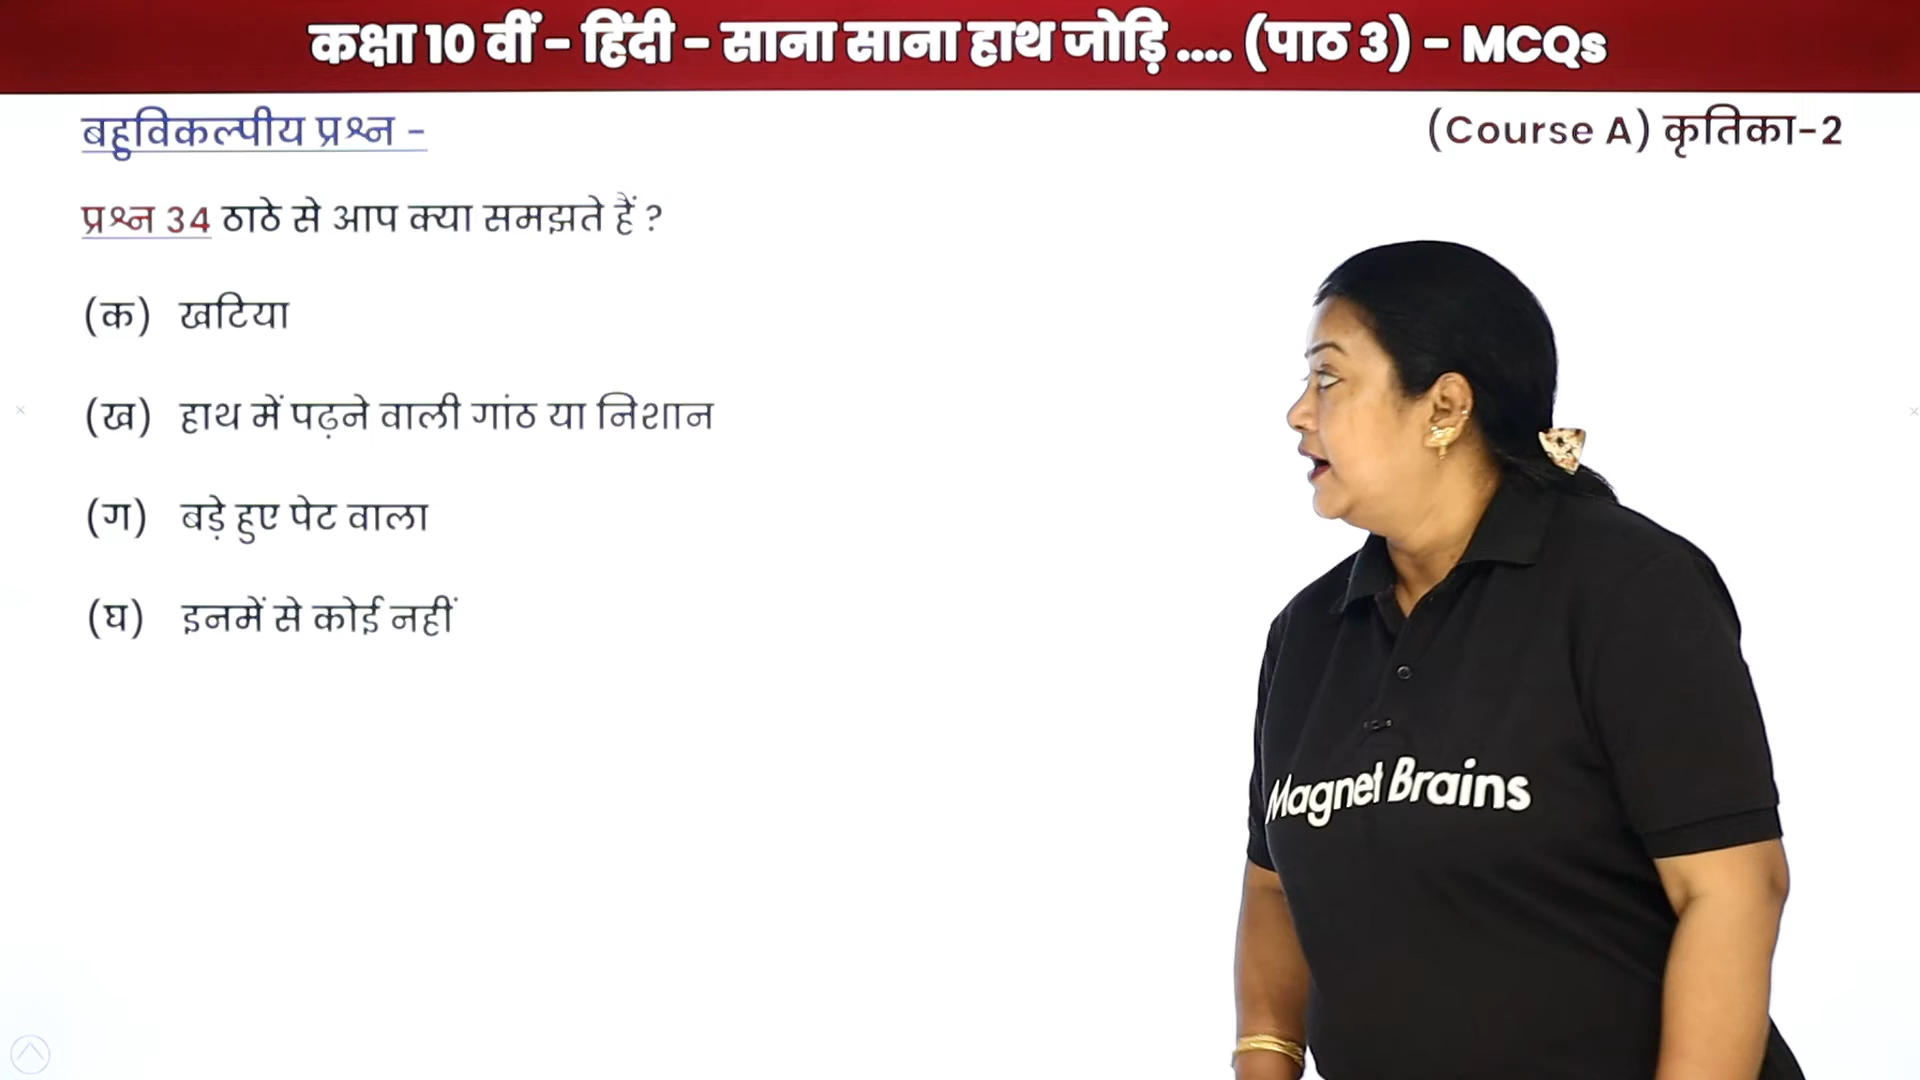 कक्षा 10 वीं - हिंदी - साना साना हाथ जोड़ि .... (पाठ 3) - MCQs
बहुविकल्पीय प्रश्न -
(Course A) कृतिका-2
प्रश्न 34 ठाठे से आप क्या समझते हैं ?
(क) खटिया
(ख) हाथ में पढ़ने वाली गांठ या निशान
(ग) बड़े हुए पेट वाला
(घ) इनमें से कोई नहीं
Magnet Brains